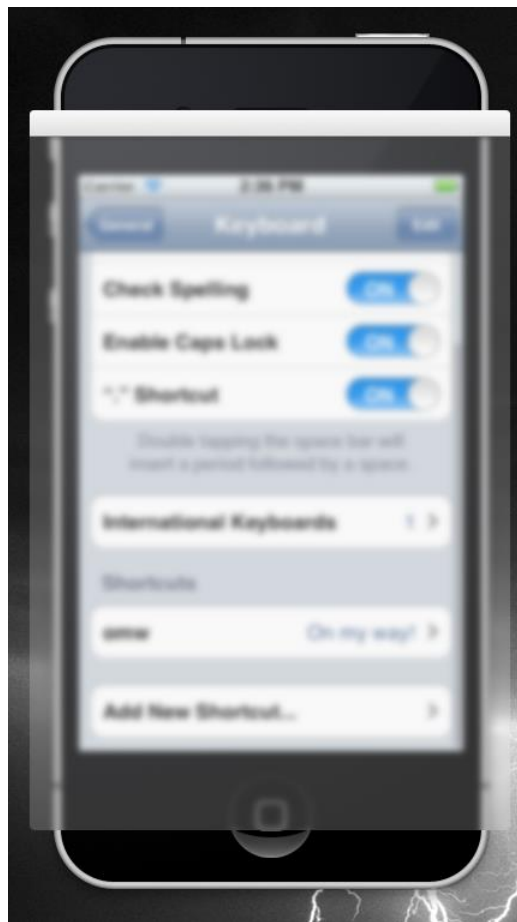 Carrier 2:36 PM
General Keyboard Edit
Check Spelling ON
Enable Caps Lock ON
"." Shortcut ON
Double tapping the space bar will
insert a period followed by a space.
International Keyboards 1 >
Shortcuts
omw On my way! >
Add New Shortcut... >